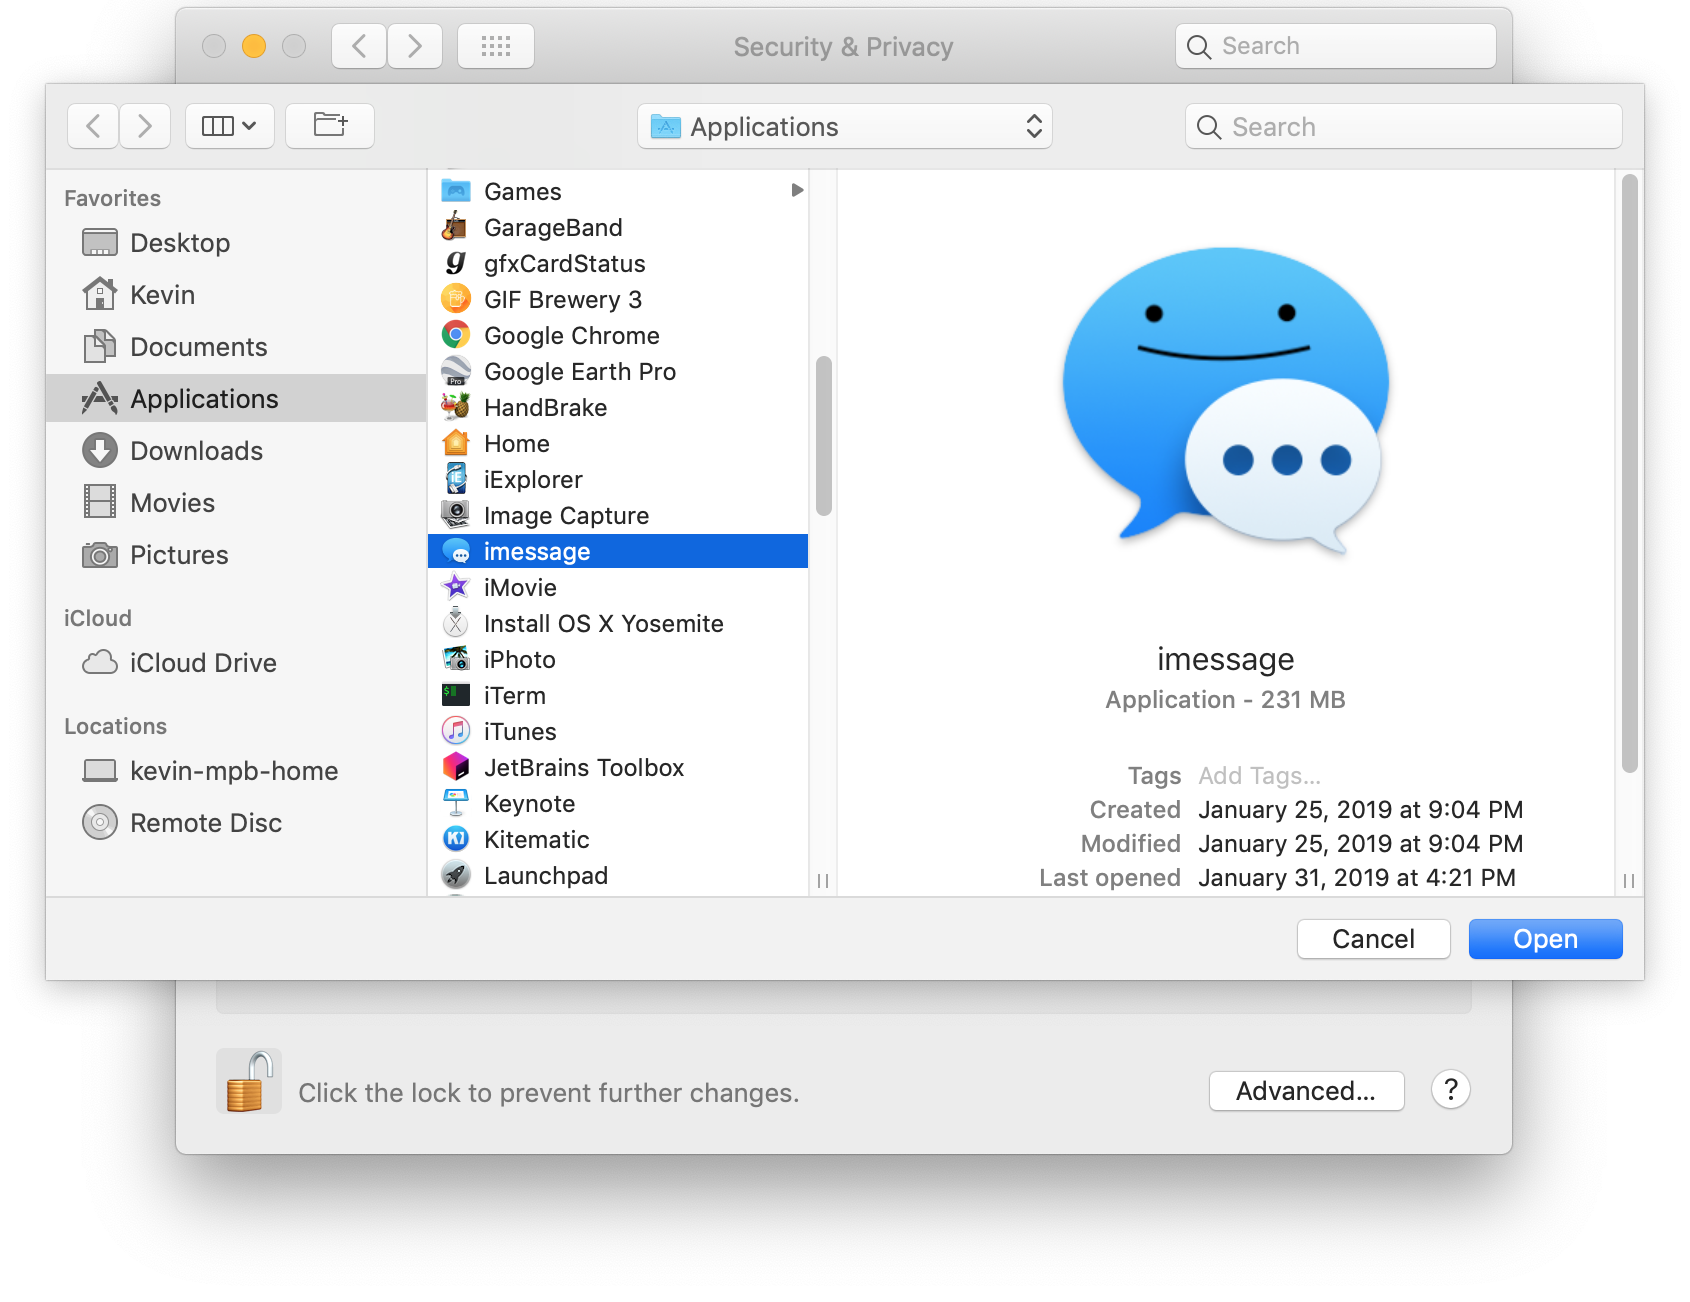 Security & Privacy
Search
Applications
Search
Favorites
Desktop
Kevin
Documents
Applications
Downloads
Movies
Pictures
iCloud
iCloud Drive
Locations
kevin-mpb-home
Remote Disc
Games
GarageBand
g gfxCardStatus
GIF Brewery 3
Google Chrome
Pro Google Earth Pro
HandBrake
Home
iE iExplorer
Image Capture
imessage
iMovie
Install OS X Yosemite
iPhoto
$ iTerm
iTunes
JetBrains Toolbox
Keynote
Kitematic
Launchpad
imessage
Application - 231 MB
Tags Add Tags...
Created January 25, 2019 at 9:04 PM
Modified January 25, 2019 at 9:04 PM
Last opened January 31, 2019 at 4:21 PM
Cancel
Open
Click the lock to prevent further changes.
Advanced...
?